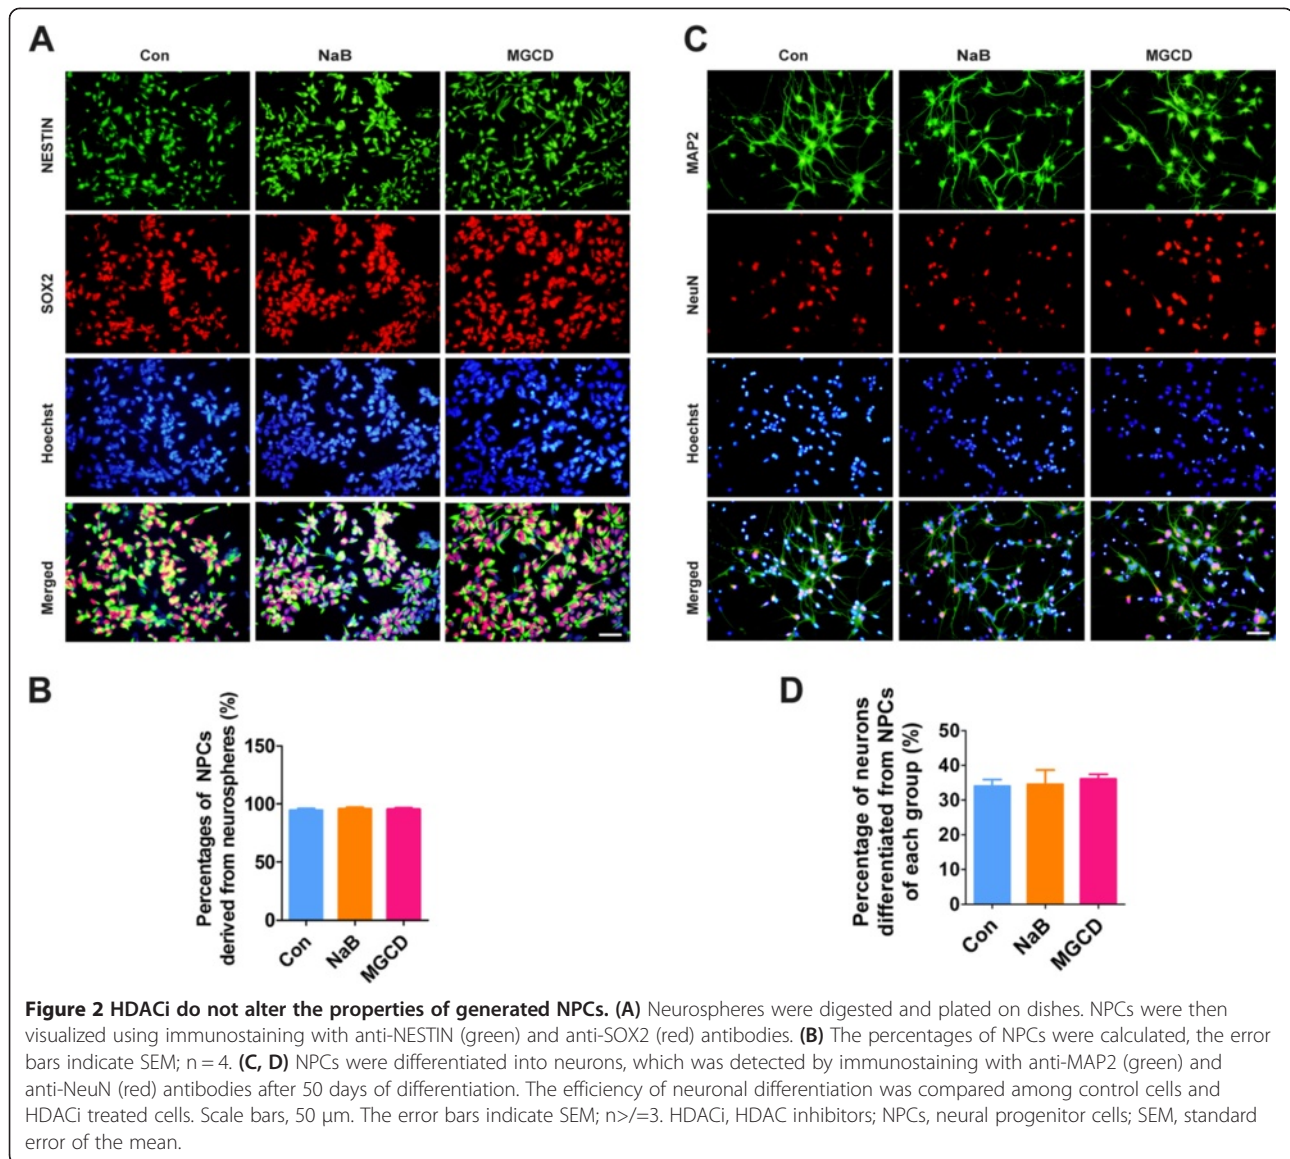 A
Con NaB MGCD
NESTIN
SOX2
Hoechst
Merged
C
Con NaB MGCD
MAP2
NeuN
Hoechst
Merged
B
Percentages of NPCs
derived from neurospheres (%)
150
100
50
0
Con NaB MGCD
D
Percentage of neurons
differentiated from NPCs
of each group (%)
50
40
30
20
10
0
Con NaB MGCD
Figure 2 HDACi do not alter the properties of generated NPCs. (A) Neurospheres were digested and plated on dishes. NPCs were then
visualized using immunostaining with anti-NESTIN (green) and anti-SOX2 (red) antibodies. (B) The percentages of NPCs were calculated, the error
bars indicate SEM; n = 4. (C, D) NPCs were differentiated into neurons, which was detected by immunostaining with anti-MAP2 (green) and
anti-NeuN (red) antibodies after 50 days of differentiation. The efficiency of neuronal differentiation was compared among control cells and
HDACi treated cells. Scale bars, 50 μm. The error bars indicate SEM; n>/=3. HDACi, HDAC inhibitors; NPCs, neural progenitor cells; SEM, standard
error of the mean.